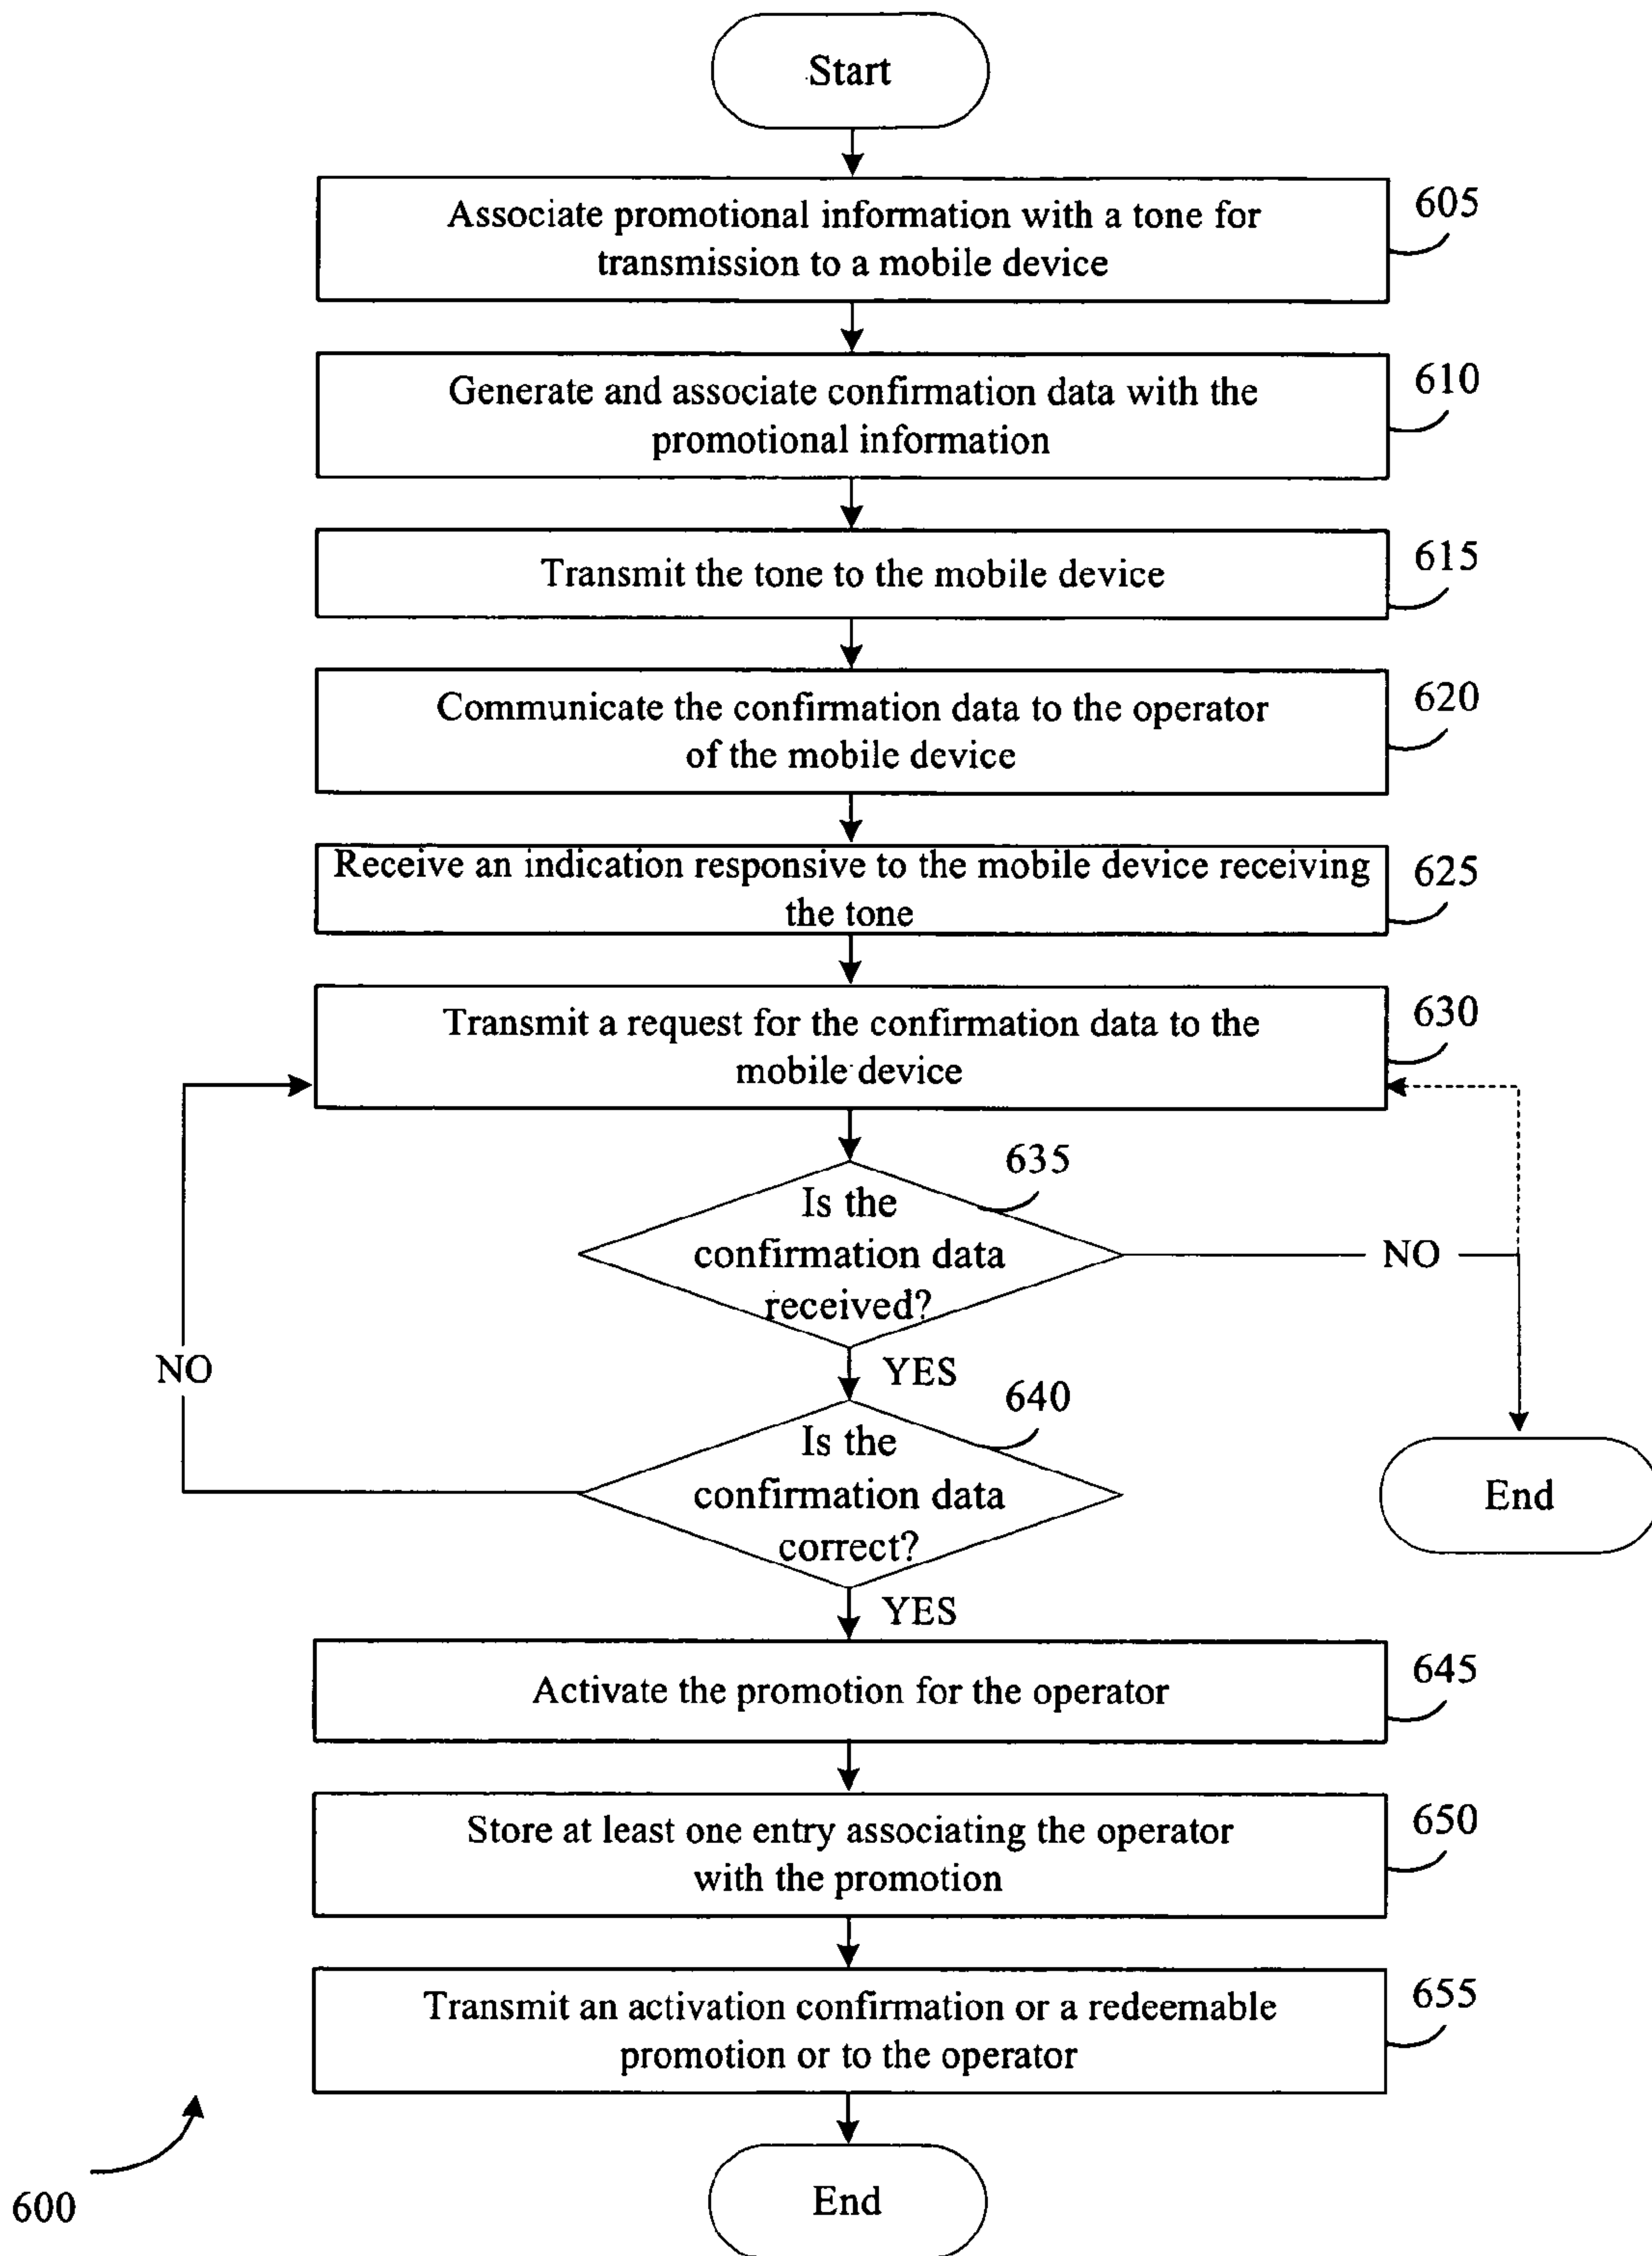 Start
Associate promotional information with a tone for
transmission to a mobile device
605
Generate and associate confirmation data with the
promotional information
610
Transmit the tone to the mobile device
615
Communicate the confirmation data to the operator
of the mobile device
620
Receive an indication responsive to the mobile device receiving
the tone
625
Transmit a request for the confirmation data to the
mobile device
630
635
Is the
confirmation data
received?
NO
NO
YES
640
Is the
confirmation data
correct?
End
YES
Activate the promotion for the operator
645
Store at least one entry associating the operator
with the promotion
650
Transmit an activation confirmation or a redeemable
promotion or to the operator
655
End
600